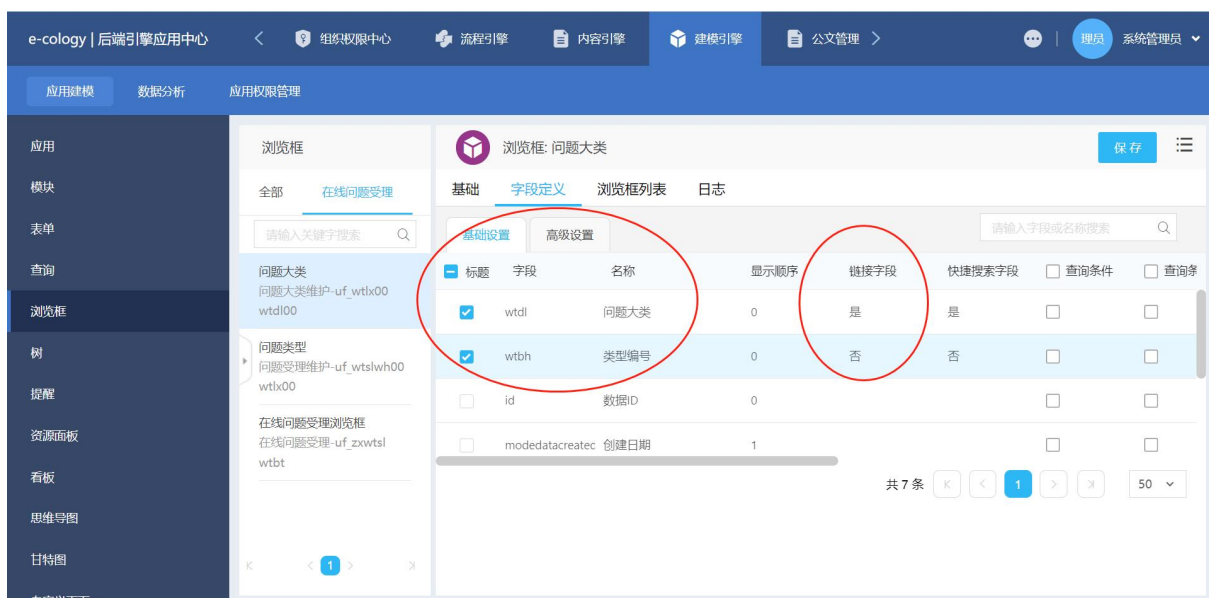 e-cology | 后端引擎应用中心 组织权限中心 流程引擎 内容引擎 建模引擎 公文管理 理员 系统管理员
应用建模 数据分析 应用权限管理
应用
模块
表单
查询
浏览框
树
提醒
资源面板
看板
思维导图
甘特图
浏览框
全部 在线问题受理
请输入关键字搜索
问题大类
问题大类维护-uf_wtlx00
wtdl00
问题类型
问题受理维护-uf_wtslwh00
wtlx00
在线问题受理浏览框
在线问题受理-uf_zxwtsl
wtbt
1
浏览框: 问题大类 保存
基础 字段定义 浏览框列表 日志
基础设置 高级设置 请输入字段或名称搜索
标题 字段 名称 显示顺序 链接字段 快捷搜索字段 查询条件 查询条
wtdl 问题大类 0 是 是
wtbh 类型编号 0 否 否
id 数据ID 0
modedatacreatec 创建日期 1
共 7 条 1 50